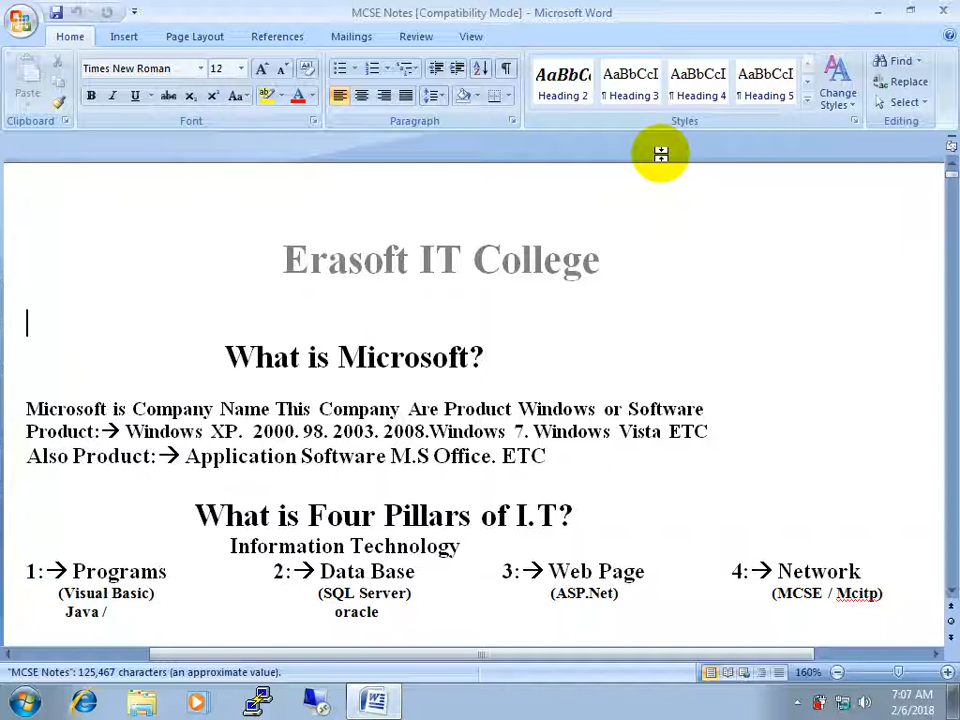 MCSE Notes [Compatibility Mode] - Microsoft Word
Home Insert Page Layout References Mailings Review View
Paste
Times New Roman 12
Find
Replace
Select
B I U abc x₂ x² Aa A
AaBbCc AaBbCcI AaBbCcI AaBbCcI
Heading 2 ¶ Heading 3 ¶ Heading 4 ¶ Heading 5
Change Styles
Clipboard Font Paragraph Styles Editing
Erasoft IT College
What is Microsoft?
Microsoft is Company Name This Company Are Product Windows or Software
Product:→ Windows XP. 2000. 98. 2003. 2008.Windows 7. Windows Vista ETC
Also Product:→ Application Software M.S Office. ETC
What is Four Pillars of I.T?
Information Technology
1:→ Programs 2:→ Data Base 3:→ Web Page 4:→ Network
(Visual Basic) (SQL Server) (ASP.Net) (MCSE / Mcitp)
Java / oracle
"MCSE Notes": 125,467 characters (an approximate value). 160%
7:07 AM
2/6/2018